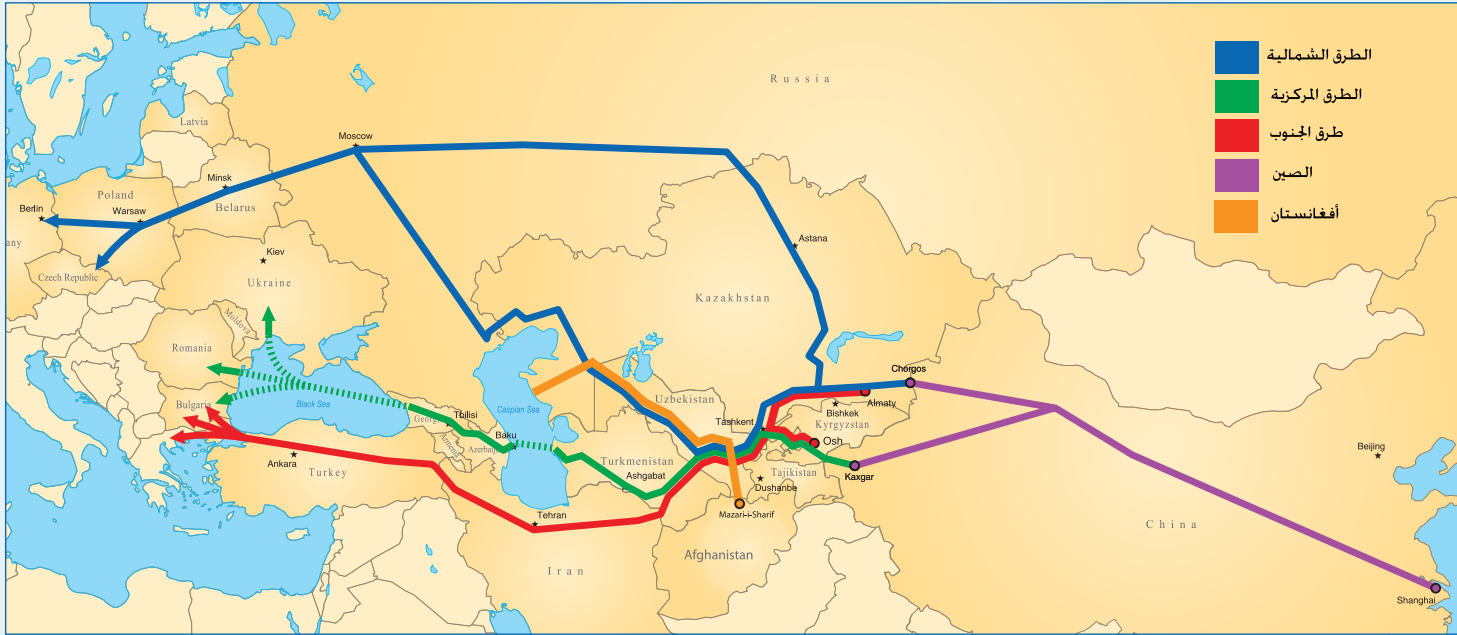 الطرق الشمالية
الطرق المركزية
طرق الجنوب
الصين
أفغانستان
Russia
Latvia
Moscow
Minsk
Poland
Belarus
Berlin
Warsaw
any
Kiev
Astana
Czech Republic
Ukraine
Kazakhstan
Moldova
Romania
Chorgos
Bulgaria
Black Sea
Caspian Sea
Uzbekistan
Almaty
Bishkek
Kyrgyzstan
Georgia
Tbilisi
Tashkent
Osh
Armenia
Azerbaijan
Baku
Beijing
Ankara
Turkey
Turkmenistan
Ashgabat
Tajikistan
Dushanbe
Kaxgar
Tehran
Mazari-i-Sharif
China
Afghanistan
Iran
Shanghai